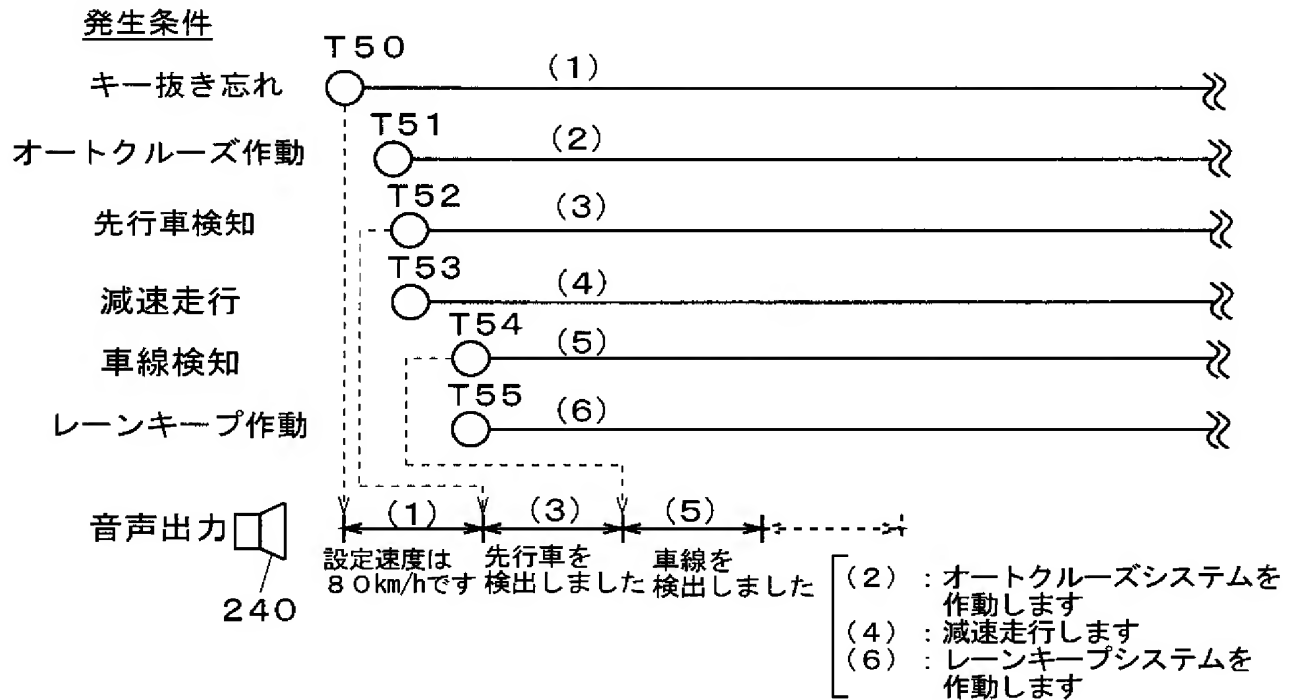 発生条件
T50
キー抜き忘れ
(1)
T51
オートクルーズ作動
(2)
T52
先行車検知
(3)
T53
減速走行
(4)
T54
車線検知
(5)
T55
レーンキープ作動
(6)
音声出力
(1)
(3)
(5)
240
設定速度は
80km/hです
先行車を
検出しました
車線を
検出しました
(2):オートクルーズシステムを
作動します
(4):減速走行します
(6):レーンキープシステムを
作動します